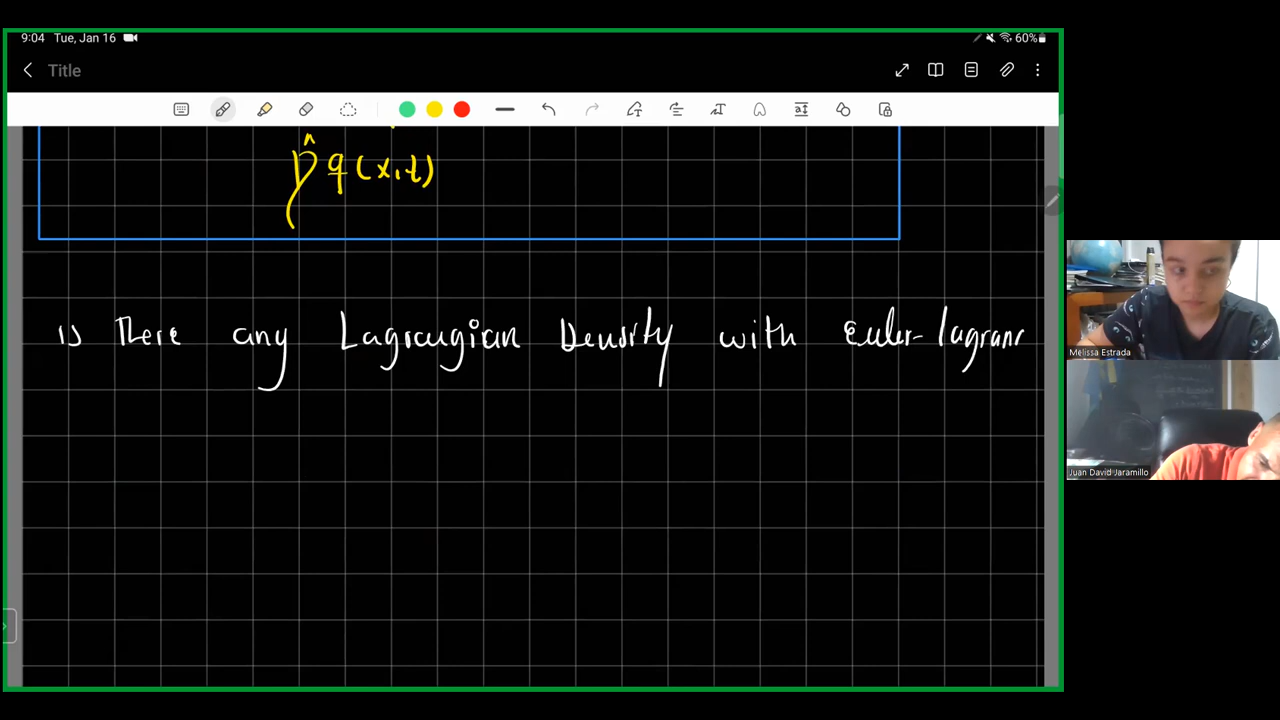 9:04 Tue, Jan 16
60%
Title
p̂ q(x,t)
is There any Lagrangian Density with Euler-lagrang
Melissa Estrada
Juan David Jaramillo